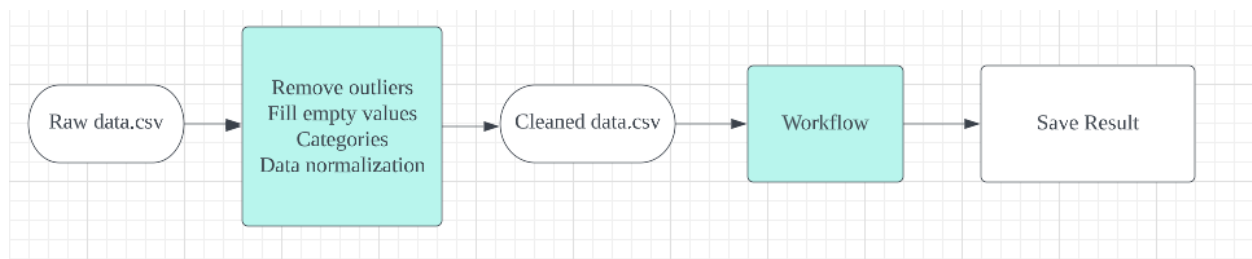 Raw data.csv
Remove outliers
Fill empty values
Categories
Data normalization
Cleaned data.csv
Workflow
Save Result